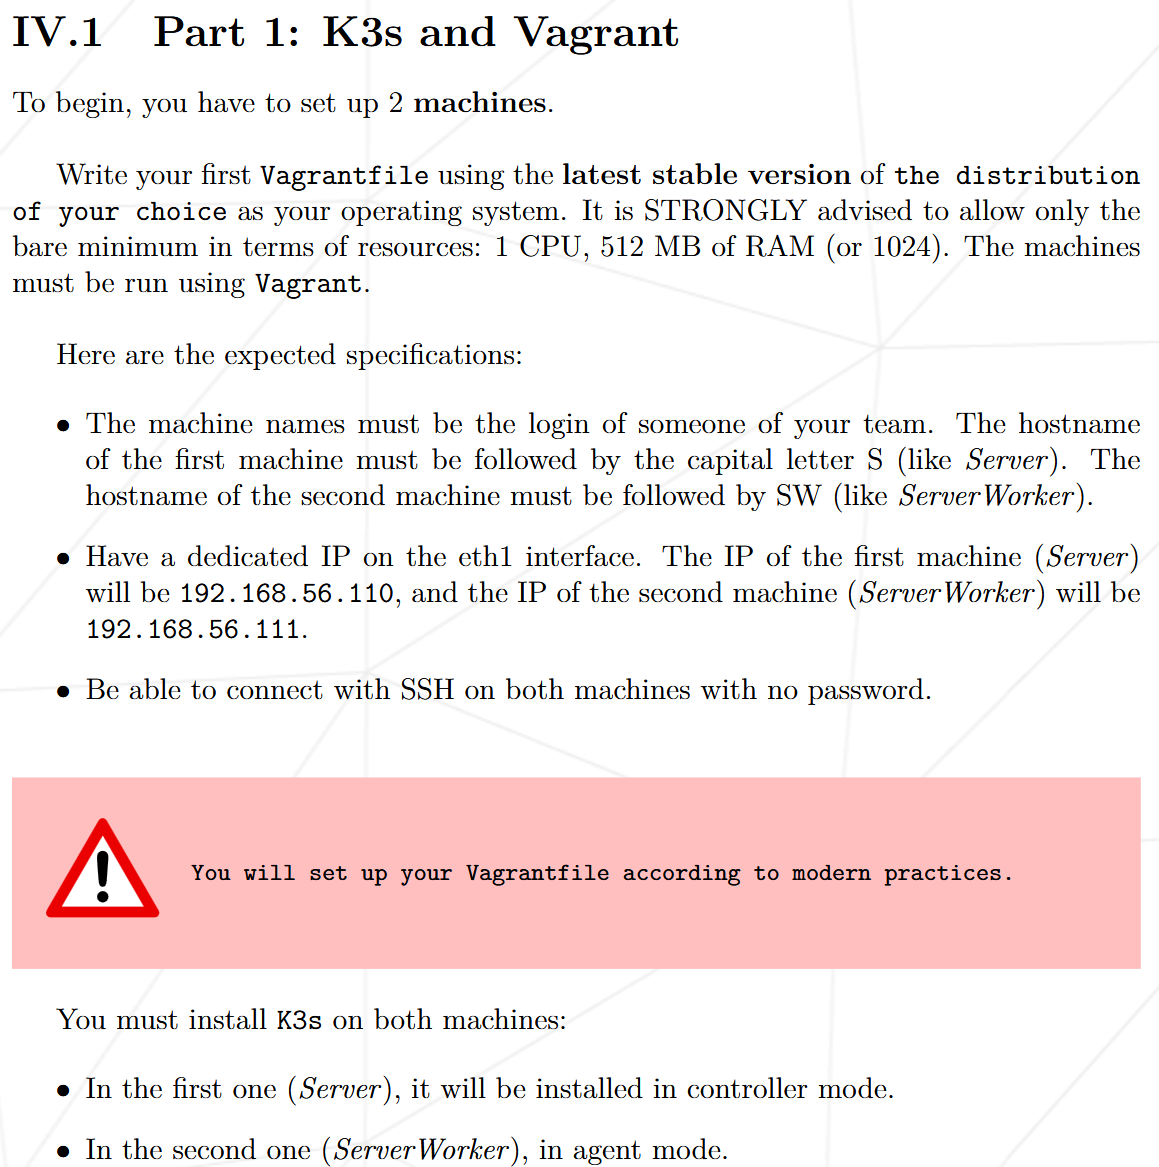 IV.1 Part 1: K3s and Vagrant
To begin, you have to set up 2 machines.
Write your first Vagrantfile using the latest stable version of the distribution
of your choice as your operating system. It is STRONGLY advised to allow only the
bare minimum in terms of resources: 1 CPU, 512 MB of RAM (or 1024). The machines
must be run using Vagrant.
Here are the expected specifications:
• The machine names must be the login of someone of your team. The hostname
of the first machine must be followed by the capital letter S (like Server). The
hostname of the second machine must be followed by SW (like ServerWorker).
• Have a dedicated IP on the eth1 interface. The IP of the first machine (Server)
will be 192.168.56.110, and the IP of the second machine (ServerWorker) will be
192.168.56.111.
• Be able to connect with SSH on both machines with no password.
You will set up your Vagrantfile according to modern practices.
You must install K3s on both machines:
• In the first one (Server), it will be installed in controller mode.
• In the second one (ServerWorker), in agent mode.